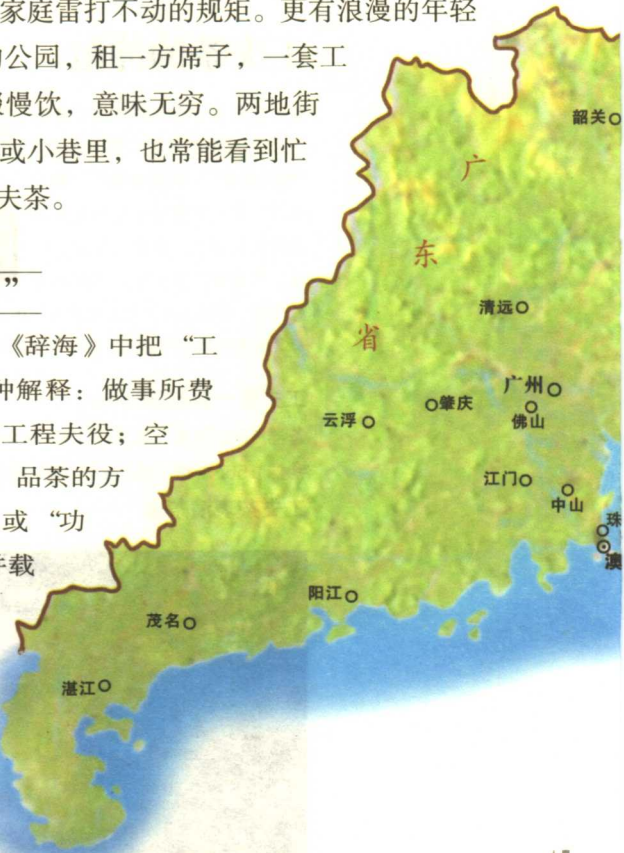 家庭雷打不动的规矩。更有浪漫的年轻
公园，租一方席子，一套工
慢饮，意味无穷。两地街
或小巷里，也常能看到忙
夫茶。
”
《辞海》中把“工
解释：做事所费
工程夫役；空
品茶的方
或“功
载
韶关
广
东
省
清远
广州
肇庆
佛山
云浮
江门
中山
珠
澳
阳江
茂名
湛江